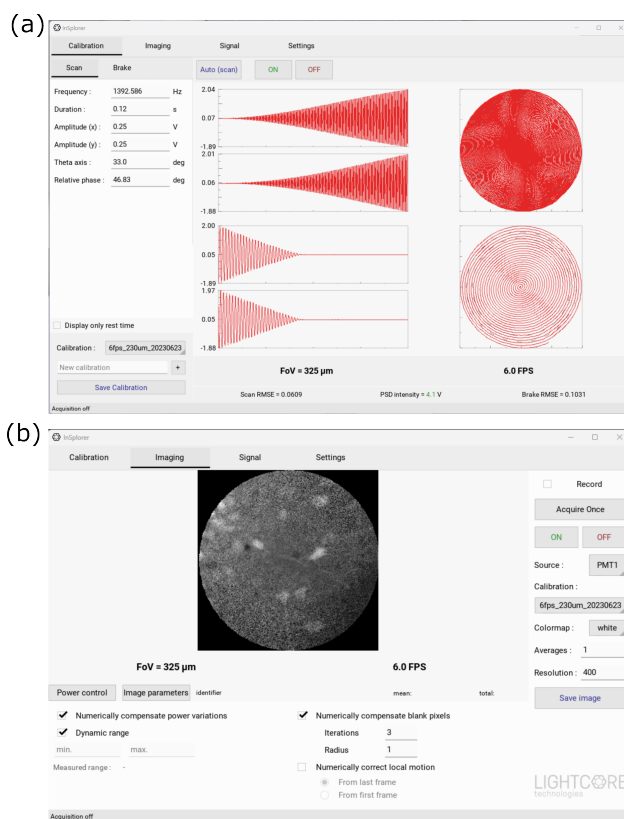 (a)
InSplorer
Calibration Imaging Signal Settings
Scan Brake Auto (scan) ON OFF
Frequency : 1392.586 Hz
Duration : 0.12 s
Amplitude (x) : 0.25 V
Amplitude (y) : 0.25 V
Theta axis : 33.0 deg
Relative phase : 46.83 deg
2.04
0.07
-1.89
2.01
0.06
-1.88
2.00
0.05
-1.89
1.97
0.05
-1.88
Display only rest time
Calibration : 6fps_230um_20230623
New calibration +
Save Calibration
FoV = 325 µm 6.0 FPS
Scan RMSE = 0.0609 PSD intensity = 4.1 V Brake RMSE = 0.1031
Acquisition off
(b)
InSplorer
Calibration Imaging Signal Settings
Record
Acquire Once
ON OFF
Source : PMT1
Calibration :
6fps_230um_20230623
Colormap : white
Averages : 1
Resolution : 400
Save image
FoV = 325 µm 6.0 FPS
Power control Image parameters identifier mean: total:
Numerically compensate power variations
Dynamic range
min. max.
Measured range : -
Numerically compensate blank pixels
Iterations 3
Radius 1
Numerically correct local motion
From last frame
From first frame
LIGHTCORE
technologies
Acquisition off